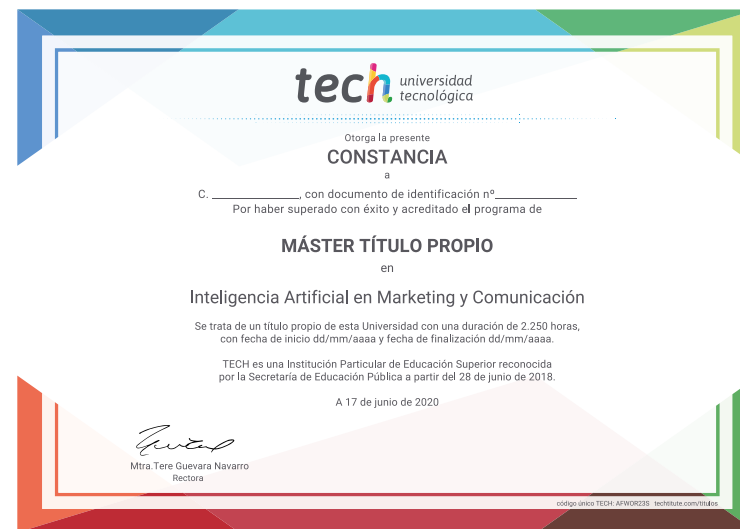 tech universidad
tecnológica
Otorga la presente
CONSTANCIA
a
C. ______________, con documento de identificación nº_____________
Por haber superado con éxito y acreditado el programa de
MÁSTER TÍTULO PROPIO
en
Inteligencia Artificial en Marketing y Comunicación
Se trata de un título propio de esta Universidad con una duración de 2.250 horas,
con fecha de inicio dd/mm/aaaa y fecha de finalización dd/mm/aaaa.
TECH es una Institución Particular de Educación Superior reconocida
por la Secretaría de Educación Pública a partir del 28 de junio de 2018.
A 17 de junio de 2020
Mtra.Tere Guevara Navarro
Rectora
código único TECH: AFWOR23S techtitute.com/titulos